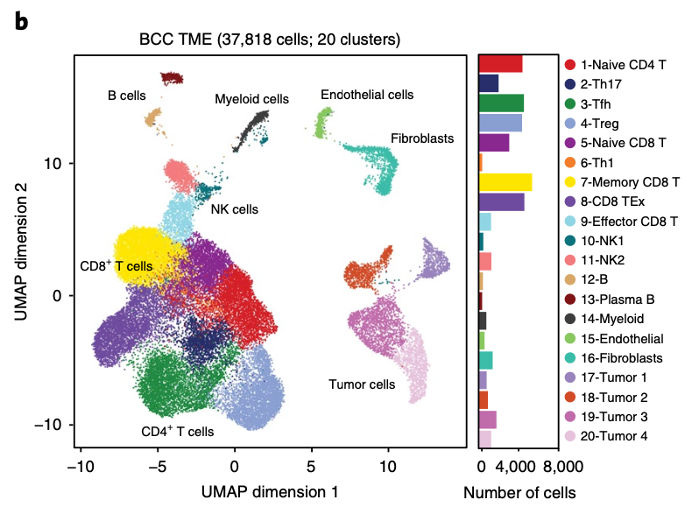 b
BCC TME (37,818 cells; 20 clusters)
B cells
Myeloid cells
Endothelial cells
Fibroblasts
NK cells
CD8+ T cells
Tumor cells
CD4+ T cells
UMAP dimension 2
10
0
−10
−10
−5
0
5
10
UMAP dimension 1
1-Naive CD4 T
2-Th17
3-Tfh
4-Treg
5-Naive CD8 T
6-Th1
7-Memory CD8 T
8-CD8 TEx
9-Effector CD8 T
10-NK1
11-NK2
12-B
13-Plasma B
14-Myeloid
15-Endothelial
16-Fibroblasts
17-Tumor 1
18-Tumor 2
19-Tumor 3
20-Tumor 4
0
4,000
8,000
Number of cells